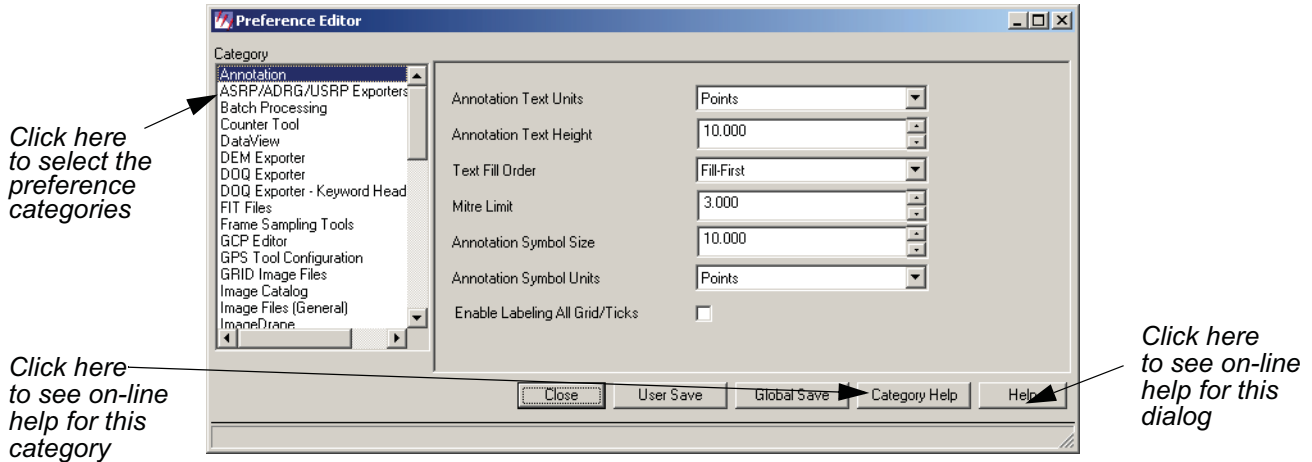 Preference Editor
Category
Annotation
ASRP/ADRG/USRP Exporters
Batch Processing
Counter Tool
DataView
DEM Exporter
DOQ Exporter
DOQ Exporter - Keyword Head
FIT Files
Frame Sampling Tools
GCP Editor
GPS Tool Configuration
GRID Image Files
Image Catalog
Image Files (General)
ImageDrape
Annotation Text Units Points
Annotation Text Height 10.000
Text Fill Order Fill-First
Mitre Limit 3.000
Annotation Symbol Size 10.000
Annotation Symbol Units Points
Enable Labeling All Grid/Ticks
Close User Save Global Save Category Help Help
Click here
to select the
preference
categories
Click here
to see on-line
help for this
category
Click here
to see on-line
help for this
dialog